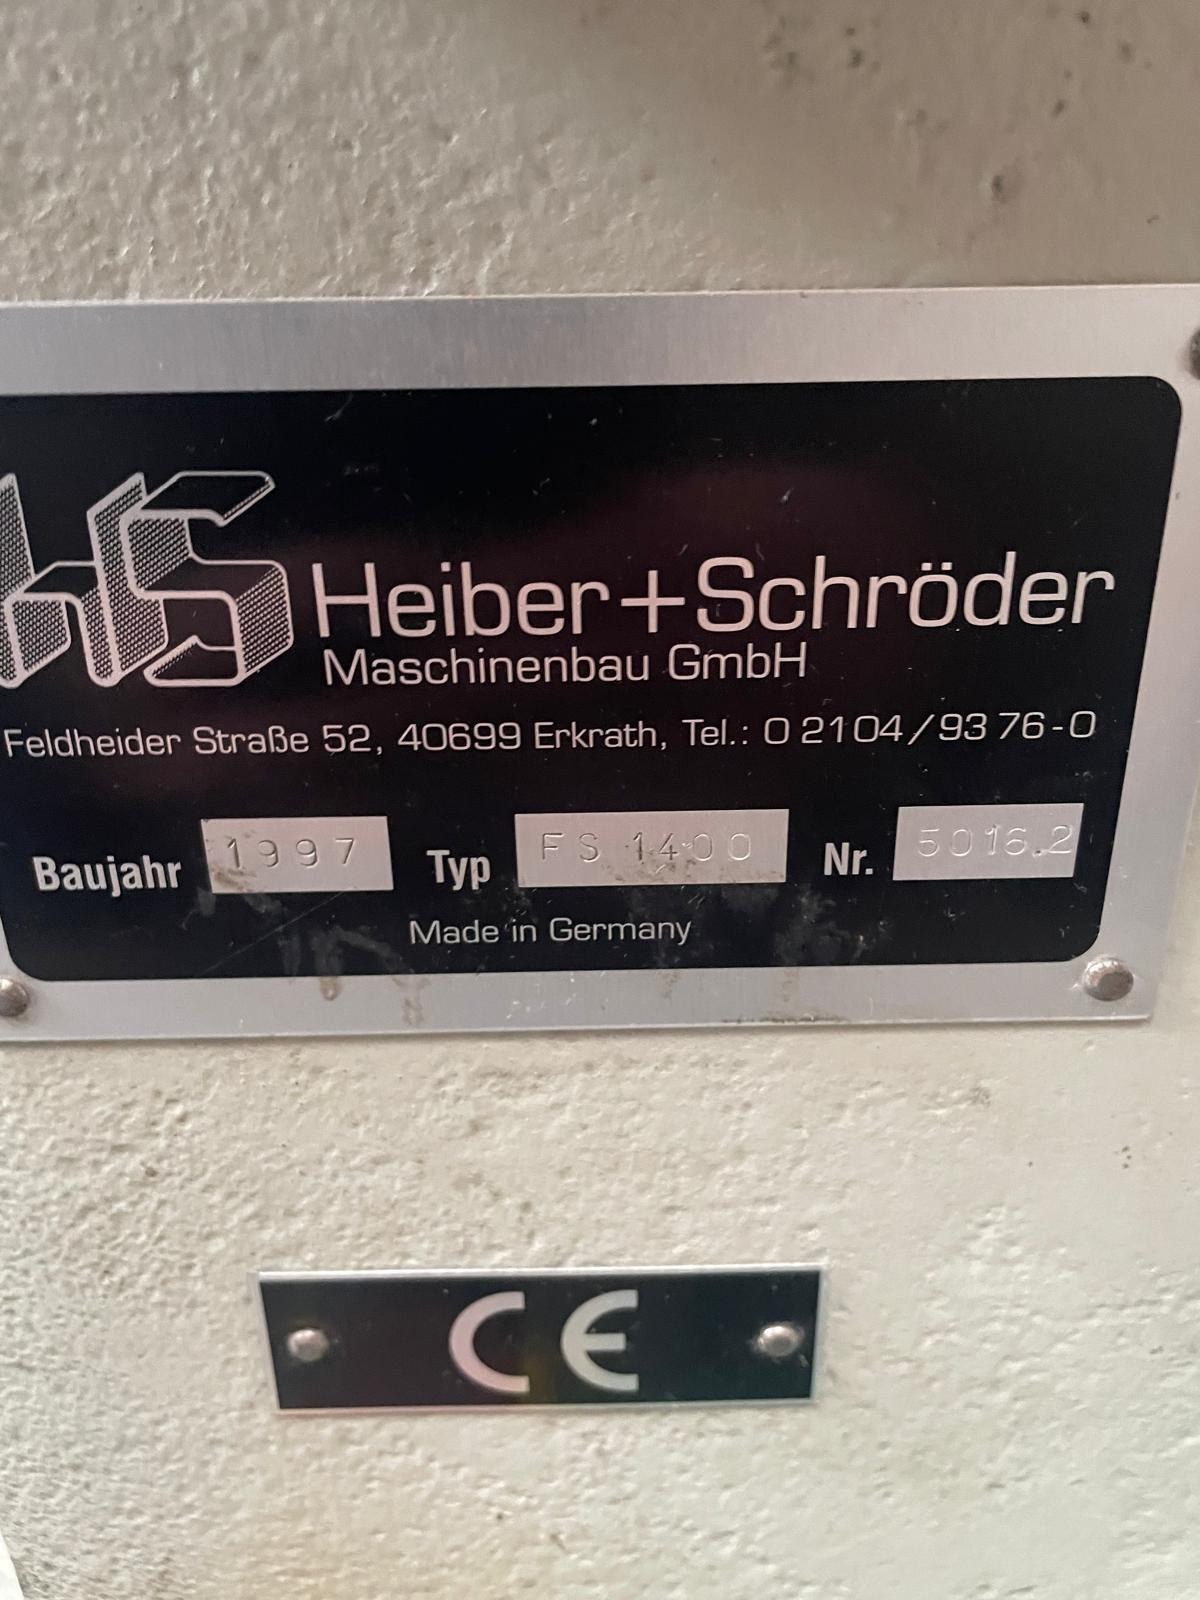 HS
Heiber+Schröder
Maschinenbau GmbH
Feldheider Straße 52, 40699 Erkrath, Tel.: 0 2104/93 76-0
Baujahr 1997 Typ FS 1400 Nr. 5016.2
Made in Germany
CE